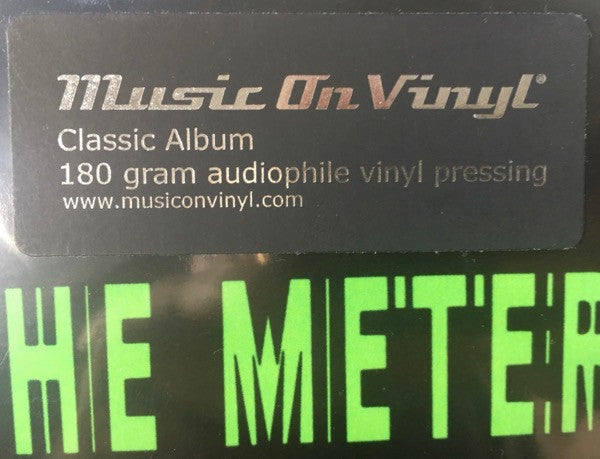 Music On Vinyl®
Classic Album
180 gram audiophile vinyl pressing
www.musiconvinyl.com
HE METER